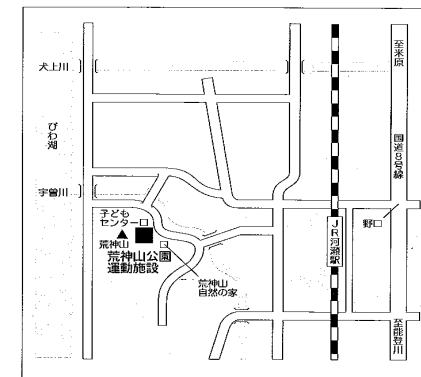 至米原
犬上川
びわ湖
国道8号線
宇曽川
子ども
センター
荒神山
荒神山公園
運動施設
荒神山
自然の家
JR河瀬駅
野口
至能登川